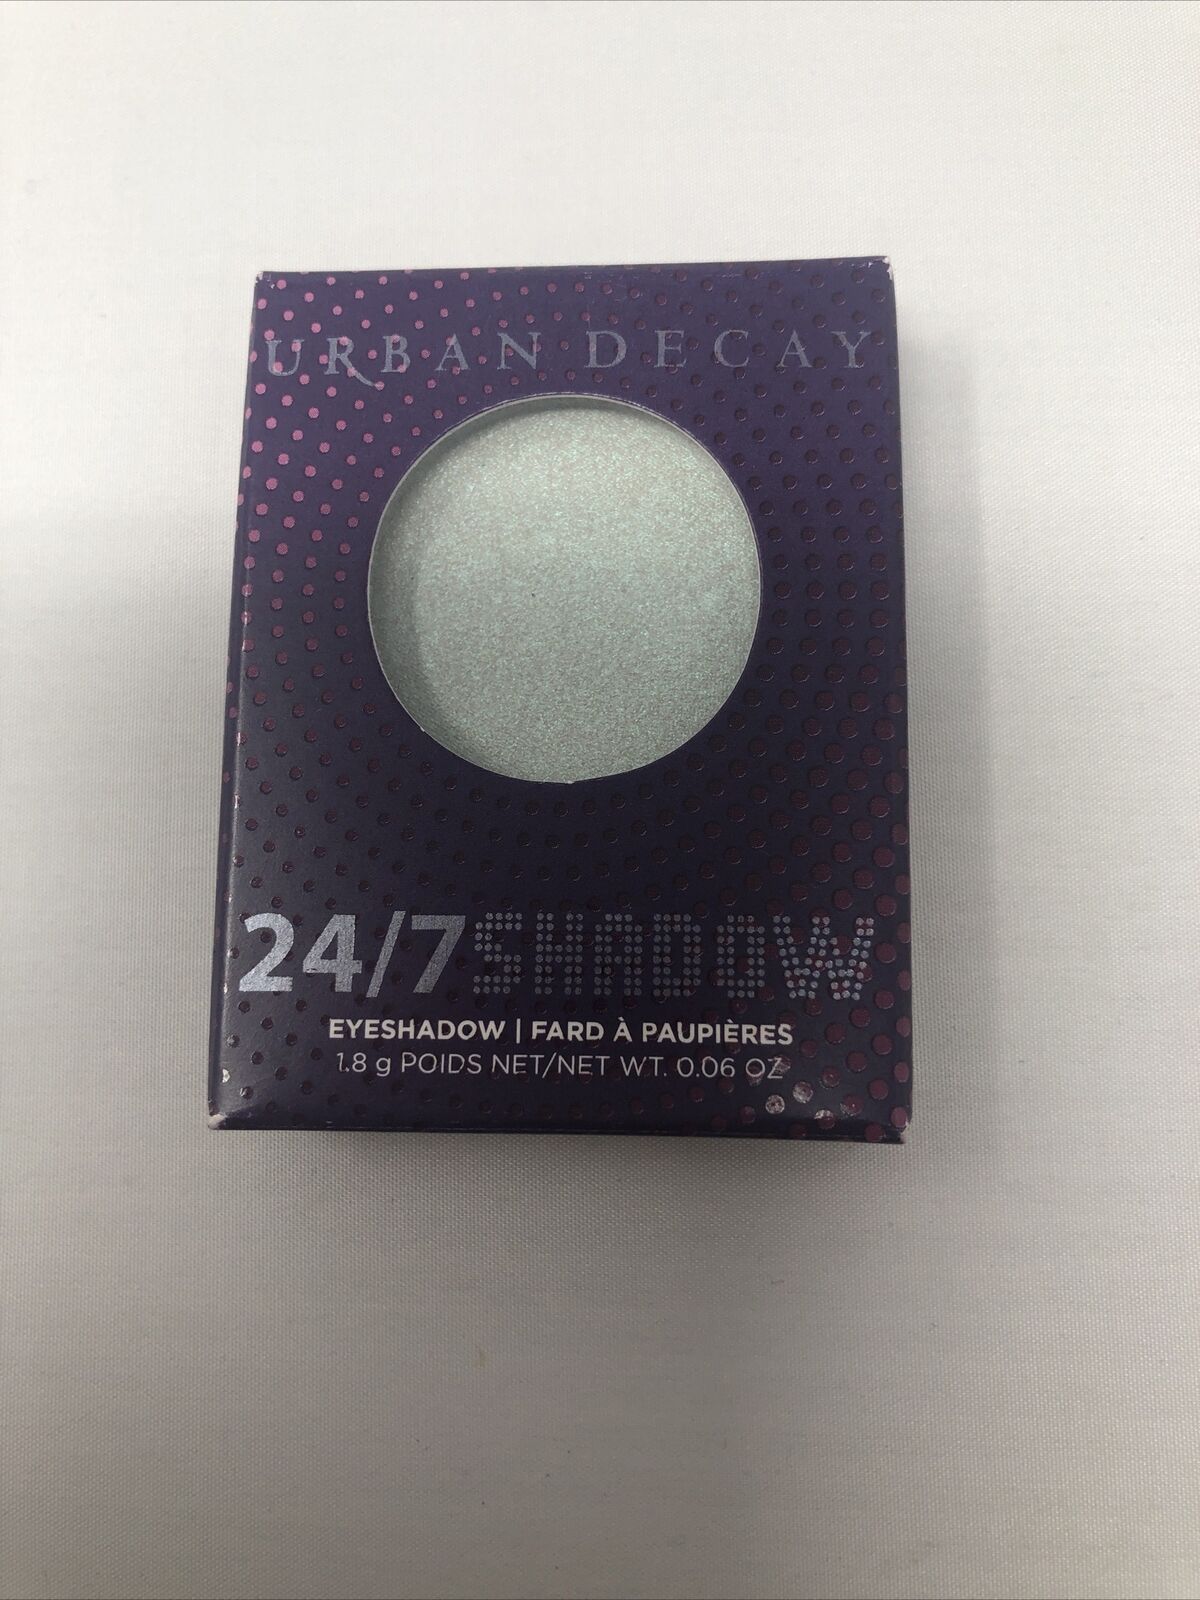 URBAN DECAY
24/7 SHADOW
EYESHADOW | FARD À PAUPIÈRES
1.8 g POIDS NET/NET WT. 0.06 OZ